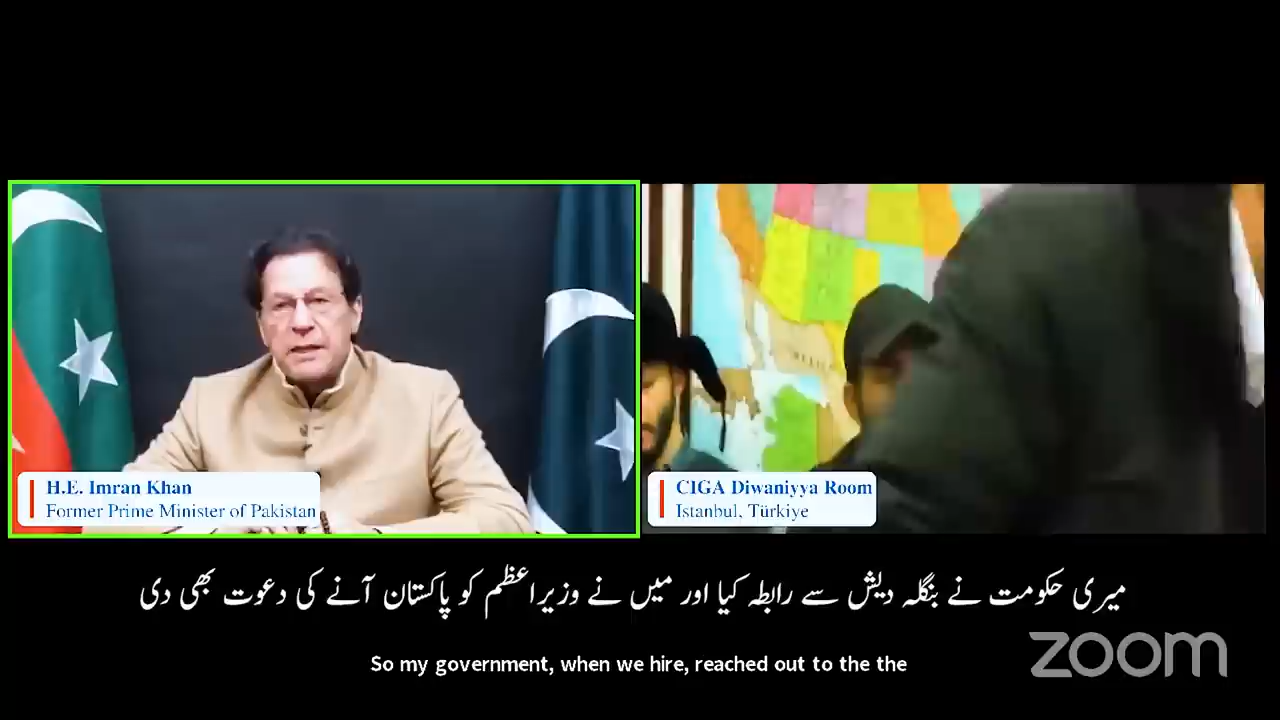 H.E. Imran Khan
Former Prime Minister of Pakistan
CIGA Diwaniyya Room
Istanbul, Türkiye
میری حکومت نے بنگلہ دیش سے رابطہ کیا اور میں نے وزیراعظم کو پاکستان آنے کی دعوت بھی دی
So my government, when we hire, reached out to the the
zoom